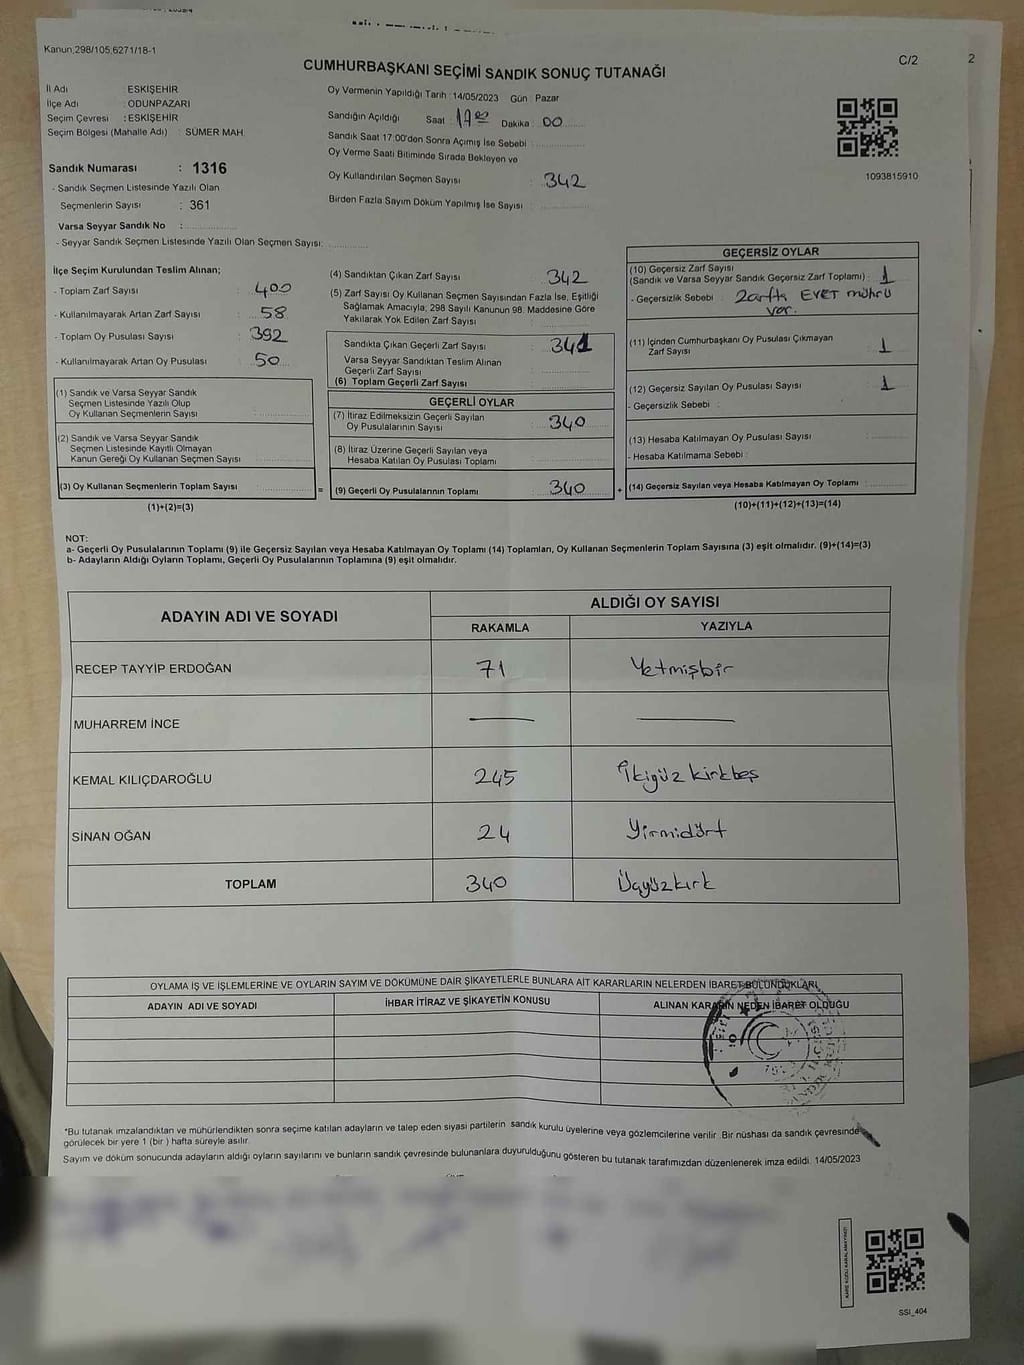 Kanun,298/105,6271/18-1
C/2
2
CUMHURBAŞKANI SEÇİMİ SANDIK SONUÇ TUTANAĞI
İl Adı ESKİŞEHİR
İlçe Adı : ODUNPAZARI
Seçim Çevresi : ESKİŞEHİR
Seçim Bölgesi (Mahalle Adı) : SÜMER MAH.
Sandık Numarası : 1316
- Sandık Seçmen Listesinde Yazılı Olan
Seçmenlerin Sayısı : 361
Varsa Seyyar Sandık No :
- Seyyar Sandık Seçmen Listesinde Yazılı Olan Seçmen Sayısı:
Oy Vermenin Yapıldığı Tarih : 14/05/2023 Gün : Pazar
Sandığın Açıldığı Saat : Dakika : 00
Sandık Saat 17:00'den Sonra Açımış İse Sebebi :
Oy Verme Saati Bitiminde Sırada Bekleyen ve
Oy Kullandırılan Seçmen Sayısı : 342
Birden Fazla Sayım Döküm Yapılmış İse Sayısı :
1093815910
İlçe Seçim Kurulundan Teslim Alınan;
- Toplam Zarf Sayısı : 400
- Kullanılmayarak Artan Zarf Sayısı : 58
- Toplam Oy Pusulası Sayısı : 392
- Kullanılmayarak Artan Oy Pusulası : 50
(1) Sandık ve Varsa Seyyar Sandık
Seçmen Listesinde Yazılı Olup
Oy Kullanan Seçmenlerin Sayısı :
(2) Sandık ve Varsa Seyyar Sandık
Seçmen Listesinde Kayıtlı Olmayan
Kanun Gereği Oy Kullanan Seçmen Sayısı :
(3) Oy Kullanan Seçmenlerin Toplam Sayısı :
(1)+(2)=(3)
(4) Sandıktan Çıkan Zarf Sayısı : 342
(5) Zarf Sayısı Oy Kullanan Seçmen Sayısından Fazla İse, Eşitliği
Sağlamak Amacıyla, 298 Sayılı Kanunun 98. Maddesine Göre
Yakılarak Yok Edilen Zarf Sayısı :
Sandıkta Çıkan Geçerli Zarf Sayısı : 341
Varsa Seyyar Sandıktan Teslim Alınan
Geçerli Zarf Sayısı :
(6) Toplam Geçerli Zarf Sayısı
GEÇERLİ OYLAR
(7) İtiraz Edilmeksizin Geçerli Sayılan
Oy Pusulalarının Sayısı : 340
(8) İtiraz Üzerine Geçerli Sayılan veya
Hesaba Katılan Oy Pusulası Toplamı
=
(9) Geçerli Oy Pusulalarının Toplamı : 340
+
GEÇERSİZ OYLAR
(10) Geçersiz Zarf Sayısı
(Sandık ve Varsa Seyyar Sandık Geçersiz Zarf Toplamı) : 1
- Geçersizlik Sebebi : Zarfta EVET mührü
var.
(11) İçinden Cumhurbaşkanı Oy Pusulası Çıkmayan
Zarf Sayısı : 1
(12) Geçersiz Sayılan Oy Pusulası Sayısı : 1
- Geçersizlik Sebebi :
(13) Hesaba Katılmayan Oy Pusulası Sayısı :
- Hesaba Katılmama Sebebi :
(14) Geçersiz Sayılan veya Hesaba Katılmayan Oy Toplamı :
(10)+(11)+(12)+(13)=(14)
NOT:
a- Geçerli Oy Pusulalarının Toplamı (9) ile Geçersiz Sayılan veya Hesaba Katılmayan Oy Toplamı (14) Toplamları, Oy Kullanan Seçmenlerin Toplam Sayısına (3) eşit olmalıdır. (9)+(14)=(3)
b- Adayların Aldığı Oyların Toplamı, Geçerli Oy Pusulalarının Toplamına (9) eşit olmalıdır.
ADAYIN ADI VE SOYADI
ALDIĞI OY SAYISI
RAKAMLA YAZIYLA
RECEP TAYYİP ERDOĞAN 71 Yetmişbir
MUHARREM İNCE
KEMAL KILIÇDAROĞLU 245 İkiyüz kırkbeş
SİNAN OĞAN 24 Yirmidört
TOPLAM 340 Üçyüzkırk
OYLAMA İŞ VE İŞLEMLERİNE VE OYLARIN SAYIM VE DÖKÜMÜNE DAİR ŞİKAYETLERLE BUNLARA AİT KARARLARIN NELERDEN İBARET BULUNDUKLARI
ADAYIN ADI VE SOYADI İHBAR İTİRAZ VE ŞİKAYETİN KONUSU ALINAN KARARIN NEDEN İBARET OLDUĞU
*Bu tutanak imzalandıktan ve mühürlendikten sonra seçime katılan adayların ve talep eden siyasi partilerin sandık kurulu üyelerine veya gözlemcilerine verilir. Bir nüshası da sandık çevresinde
görülecek bir yere 1 (bir ) hafta süreyle asılır.
Sayım ve döküm sonucunda adayların aldığı oyların sayılarını ve bunların sandık çevresinde bulunanlara duyurulduğunu gösteren bu tutanak tarafımızdan düzenlenerek imza edildi. 14/05/2023
KARE KODU KARALAMAYINIZ!
SSI_404